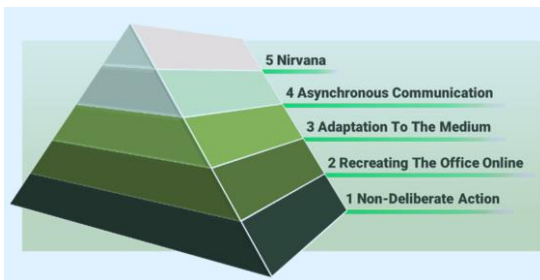 5 Nirvana
4 Asynchronous Communication
3 Adaptation To The Medium
2 Recreating The Office Online
1 Non-Deliberate Action